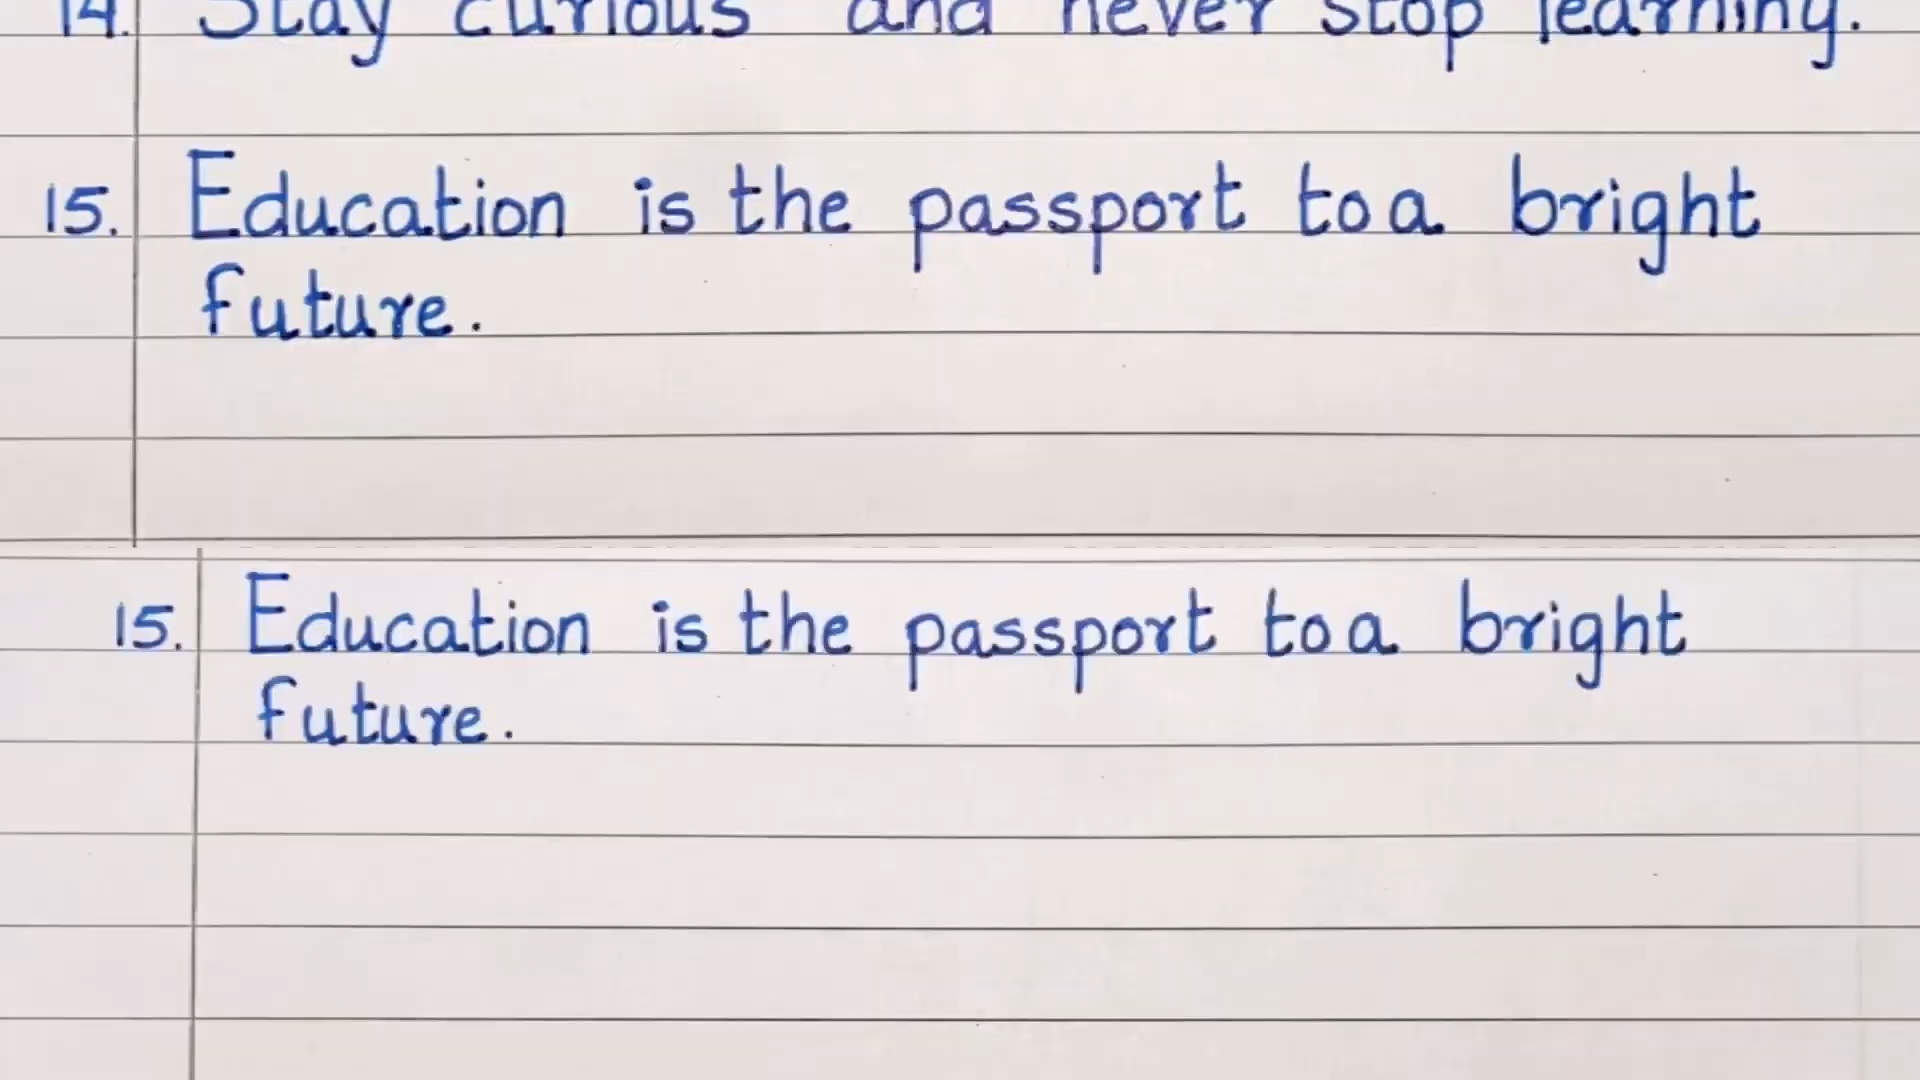 14. Stay curious and never stop learning.
15. Education is the passport to a bright
future.
15. Education is the passport to a bright
future.